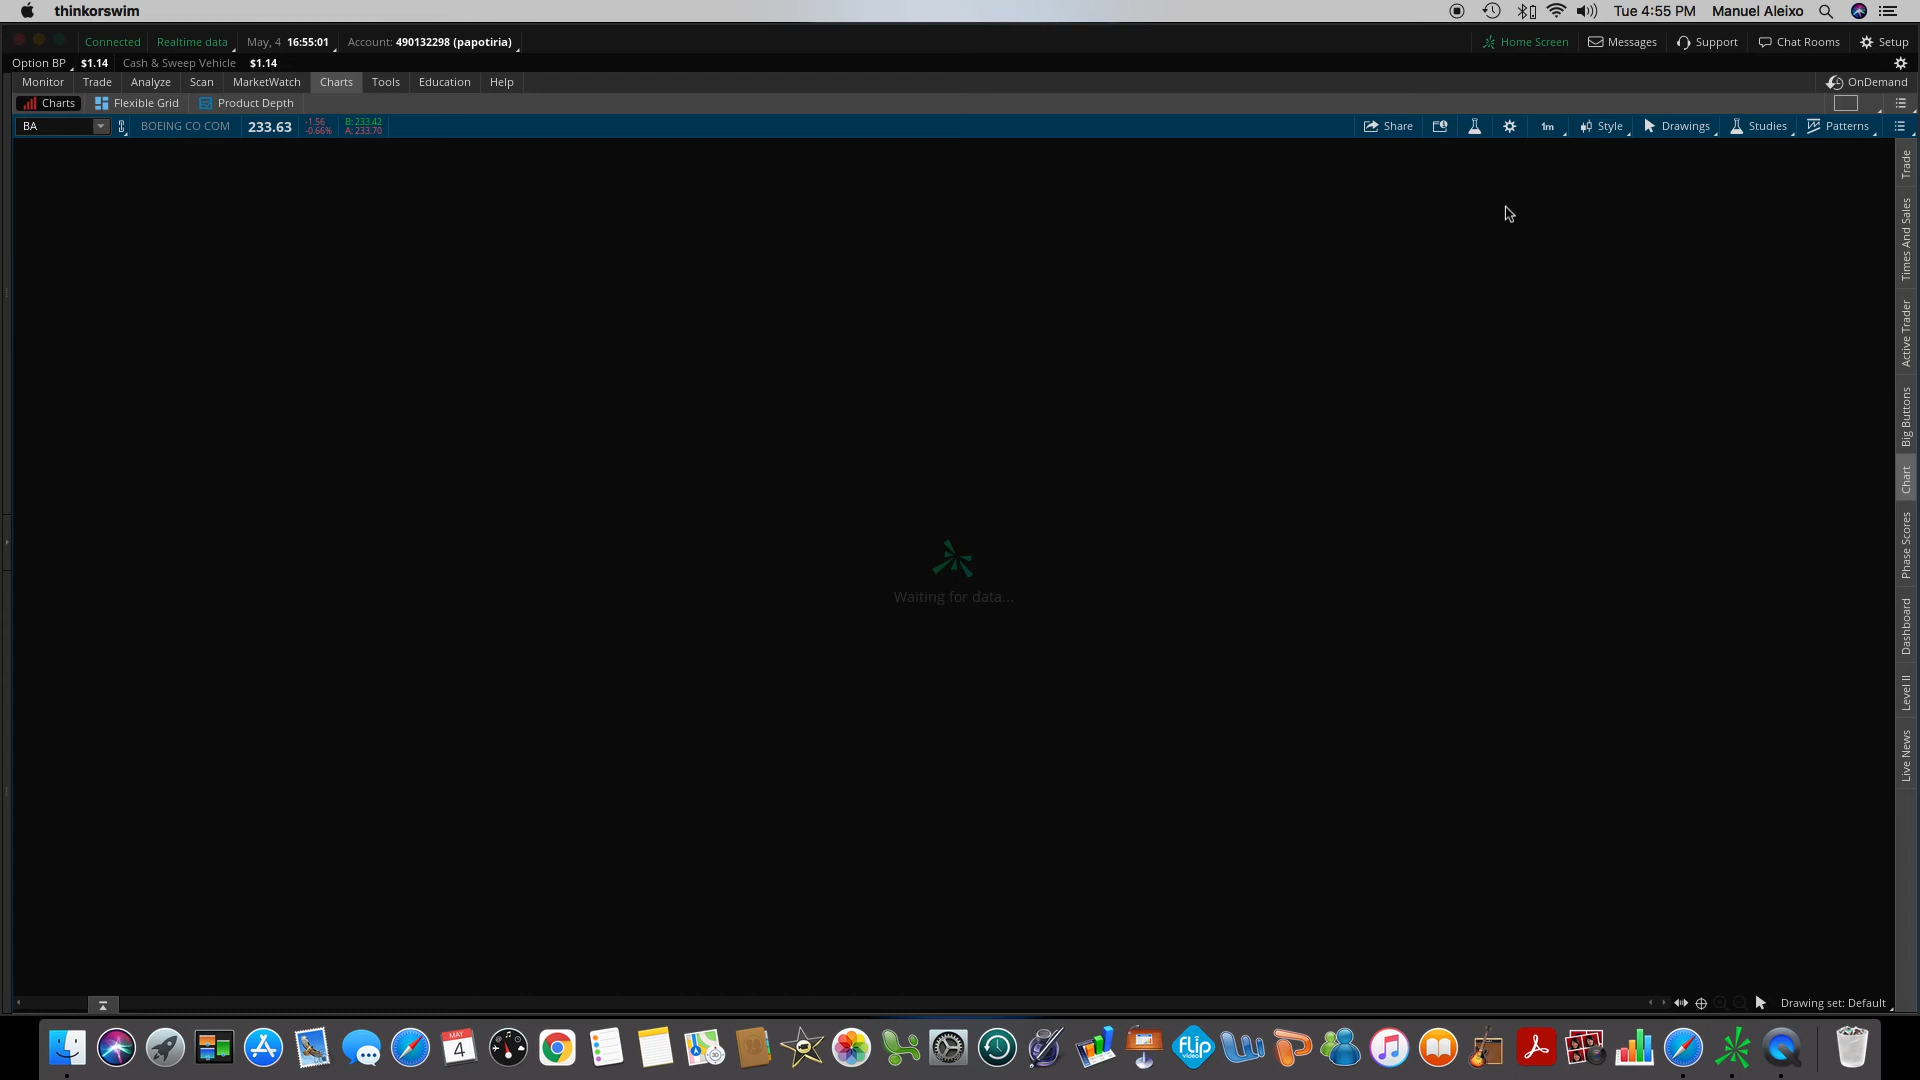 thinkorswim
Tue 4:55 PM Manuel Aleixo
Connected Realtime data May, 4 16:55:01 Account: 490132298 (papotiria)
Home Screen Messages Support Chat Rooms Setup
Option BP $1.14 Cash & Sweep Vehicle $1.14
Monitor Trade Analyze Scan MarketWatch Charts Tools Education Help
OnDemand
Charts Flexible Grid Product Depth
BA BOEING CO COM 233.63
-1.56
-0.66%
B: 233.42
A: 233.70
Share 1m Style Drawings Studies Patterns
Trade
Times And Sales
Active Trader
Big Buttons
Chart
Phase Scores
Dashboard
Level II
Live News
Waiting for data...
Drawing set: Default
MAY
4
flip
video